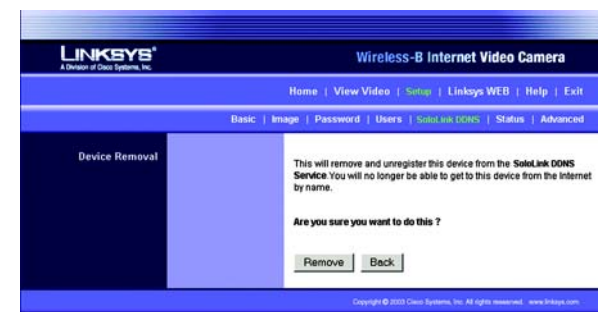 LINKSYS®
A Division of Cisco Systems, Inc.
Wireless-B Internet Video Camera
Home | View Video | Setup | Linksys WEB | Help | Exit
Basic | Image | Password | Users | SoloLink DDNS | Status | Advanced
Device Removal
This will remove and unregister this device from the SoloLink DDNS
Service.You will no longer be able to get to this device from the Internet
by name.
Are you sure you want to do this ?
Remove Back
Copyright © 2003 Cisco Systems, Inc. All rights reserved. www.linksys.com